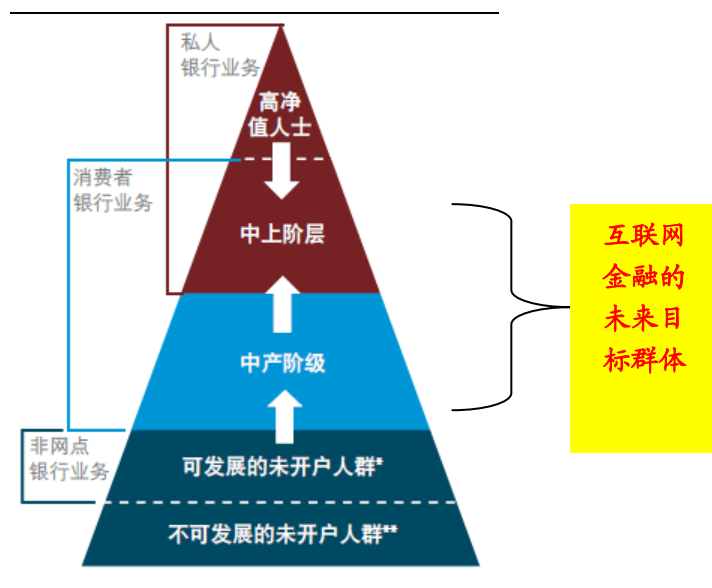 私人
银行业务
高净
值人士
消费者
银行业务
中上阶层
互联网
金融的
未来目
标群体
中产阶级
非网点
银行业务
可发展的未开户人群*
不可发展的未开户人群**